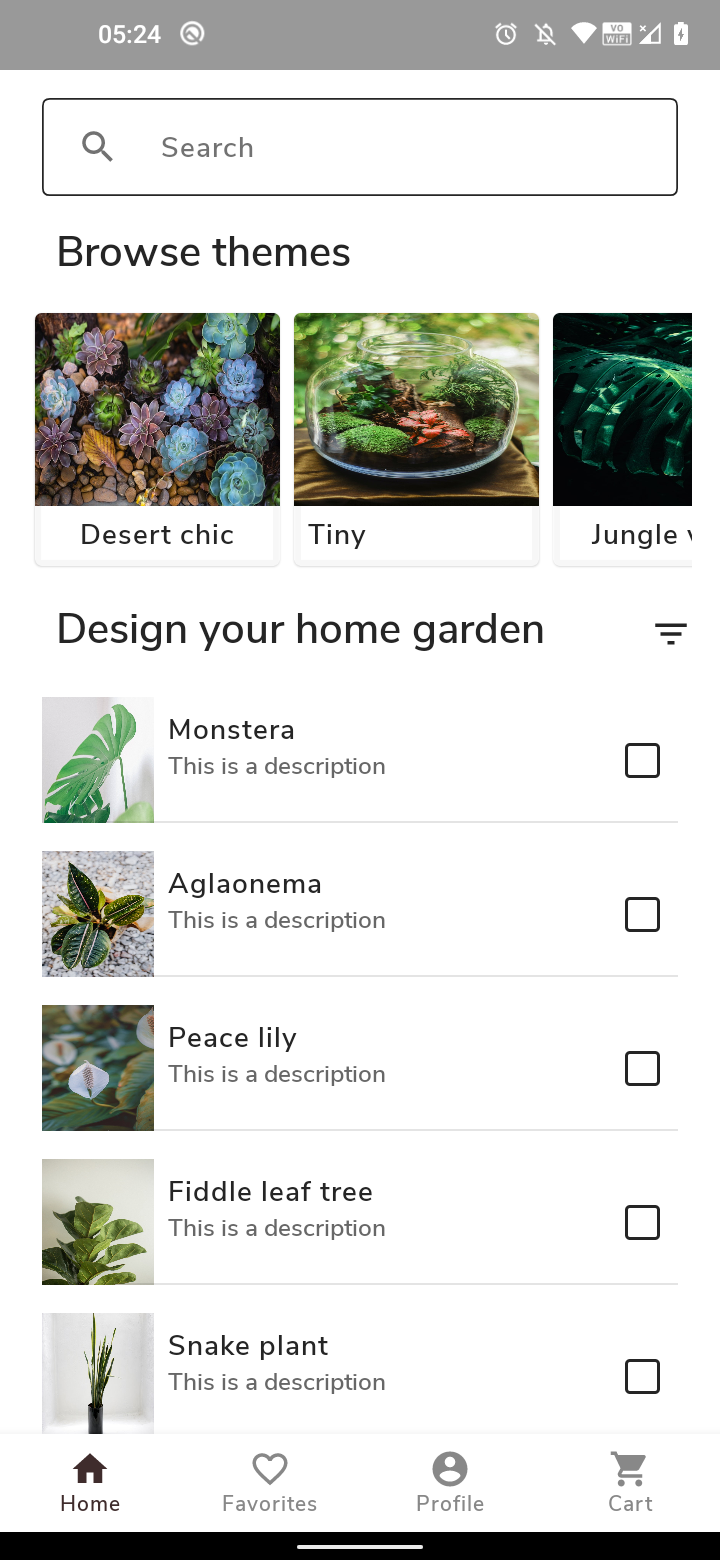 05:24
VO
WiFi
Search
Browse themes
Desert chic
Tiny
Jungle
Design your home garden
Monstera
This is a description
Aglaonema
This is a description
Peace lily
This is a description
Fiddle leaf tree
This is a description
Snake plant
This is a description
Home
Favorites
Profile
Cart